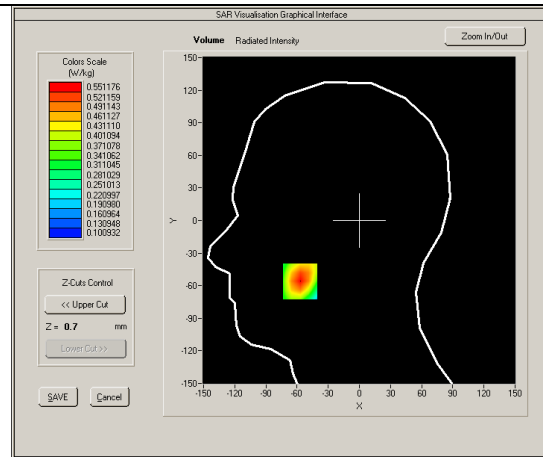 SAR Visualisation Graphical Interface
Volume Radiated Intensity
Zoom In/Out
Colors Scale
(W/kg)
0.551176
0.521159
0.491143
0.461127
0.431110
0.401094
0.371078
0.341062
0.311045
0.281029
0.251013
0.220997
0.190980
0.160964
0.130948
0.100932
Z-Cuts Control
<< Upper Cut
Z = 0.7 mm
Lower Cut >>
SAVE
Cancel
150
120
90
60
30
0
-30
-60
-90
-120
-150
Y
-150 -120 -90 -60 -30 0 30 60 90 120 150
X